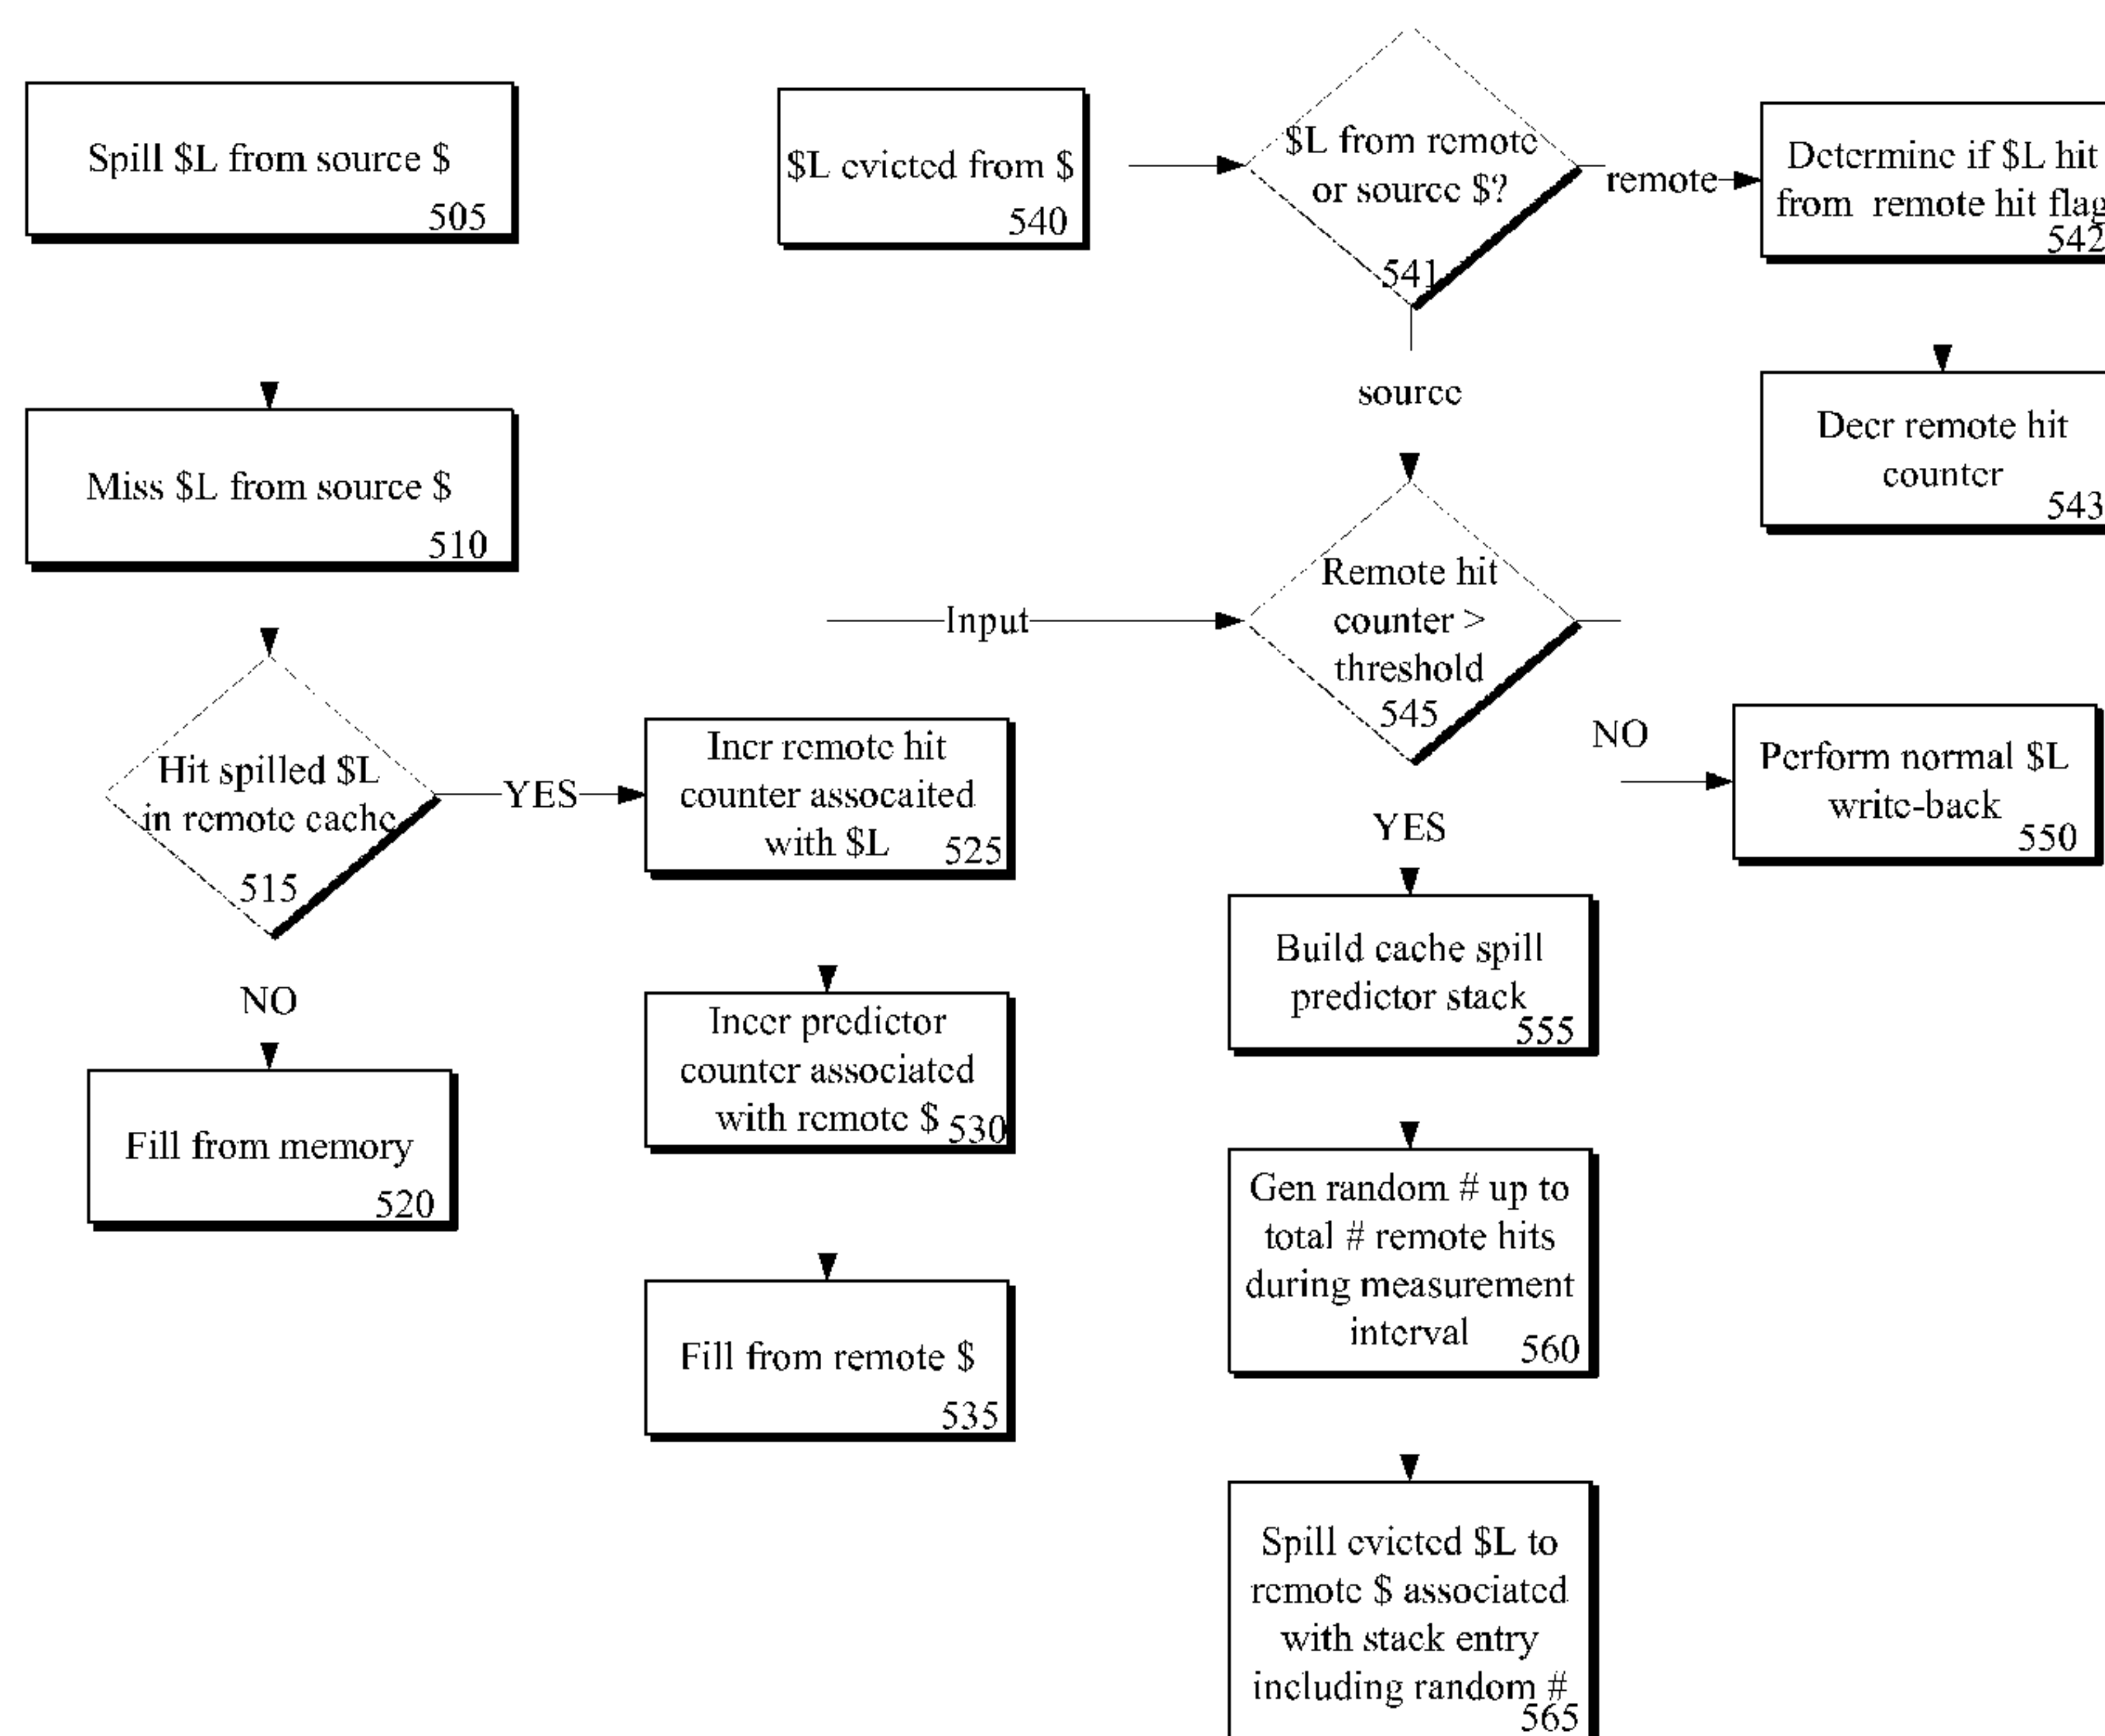 Spill $L from source $
505
Miss $L from source $
510
Hit spilled $L
in remote cache
515
YES
NO
Fill from memory
520
Incr remote hit
counter assocaited
with $L
525
Incer predictor
counter associated
with remote $
530
Fill from remote $
535
$L evicted from $
540
$L from remote
or source $?
541
remote
Determine if $L hit
from remote hit flag
542
Decr remote hit
counter
543
source
Input
Remote hit
counter >
threshold
545
NO
Perform normal $L
write-back
550
YES
Build cache spill
predictor stack
555
Gen random # up to
total # remote hits
during measurement
interval
560
Spill evicted $L to
remote $ associated
with stack entry
including random #
565